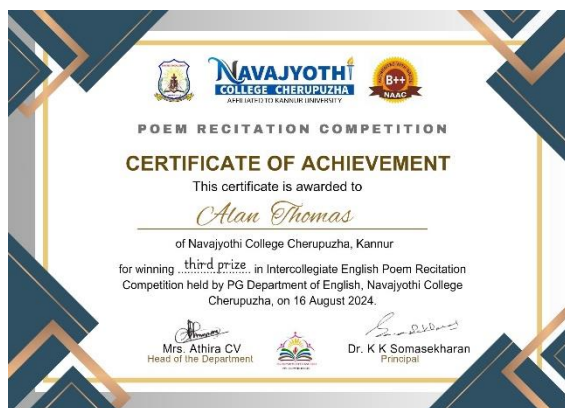 NAVAJYOTHI
COLLEGE CHERUPUZHA
AFFILIATED TO KANNUR UNIVERSITY
B++
NAAC
POEM RECITATION COMPETITION
CERTIFICATE OF ACHIEVEMENT
This certificate is awarded to
Alan Thomas
of Navajyothi College Cherupuzha, Kannur
for winning third prize in Intercollegiate English Poem Recitation
Competition held by PG Department of English, Navajyothi College
Cherupuzha, on 16 August 2024.
Mrs. Athira CV
Head of the Department
Dr. K K Somasekharan
Principal